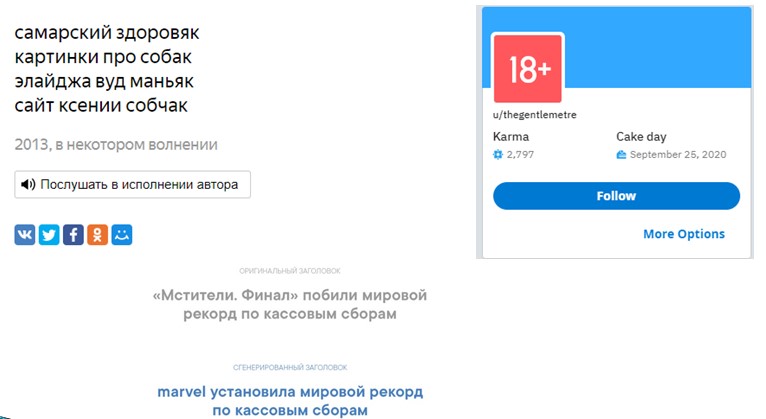 самарский здоровяк
картинки про собак
элайджа вуд маньяк
сайт ксении собчак
2013, в некотором волнении
Послушать в исполнении автора
ОРИГИНАЛЬНЫЙ ЗАГОЛОВОК
«Мстители. Финал» побили мировой
рекорд по кассовым сборам
СГЕНЕРИРОВАННЫЙ ЗАГОЛОВОК
marvel установила мировой рекорд
по кассовым сборам
18+
u/thegentlemetre
Karma
Cake day
2,797
September 25, 2020
Follow
More Options